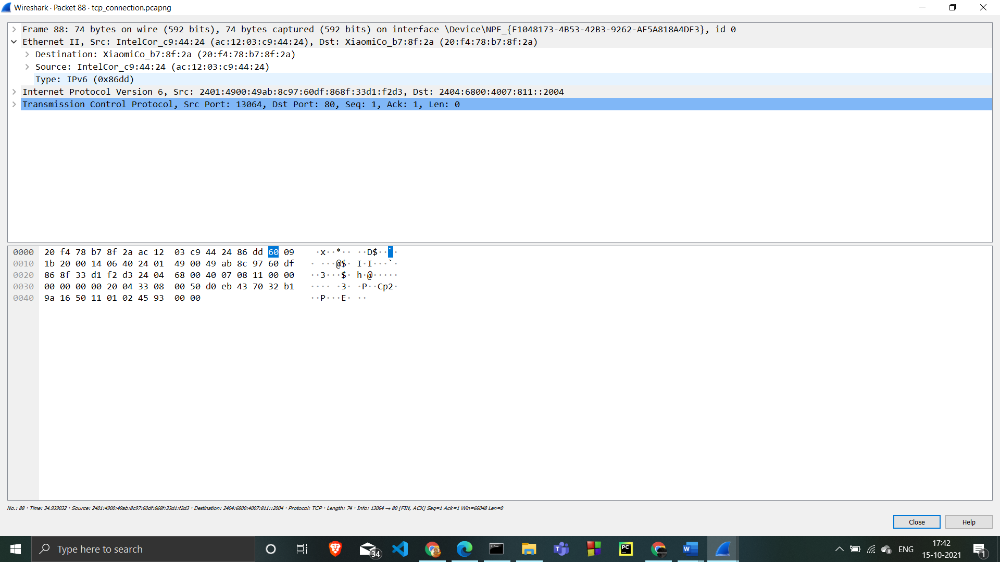 Wireshark · Packet 88 · tcp_connection.pcapng
Frame 88: 74 bytes on wire (592 bits), 74 bytes captured (592 bits) on interface \Device\NPF_{F1048173-4B53-42B3-9262-AF5A818A4DF3}, id 0
Ethernet II, Src: IntelCor_c9:44:24 (ac:12:03:c9:44:24), Dst: XiaomiCo_b7:8f:2a (20:f4:78:b7:8f:2a)
Destination: XiaomiCo_b7:8f:2a (20:f4:78:b7:8f:2a)
Source: IntelCor_c9:44:24 (ac:12:03:c9:44:24)
Type: IPv6 (0x86dd)
Internet Protocol Version 6, Src: 2401:4900:49ab:8c97:60df:868f:33d1:f2d3, Dst: 2404:6800:4007:811::2004
Transmission Control Protocol, Src Port: 13064, Dst Port: 80, Seq: 1, Ack: 1, Len: 0
0000 20 f4 78 b7 8f 2a ac 12 03 c9 44 24 86 dd 60 09 ·x··*·· ··D$··`·
0010 1b 20 00 14 06 40 24 01 49 00 49 ab 8c 97 60 df · ···@$· I·I···`·
0020 86 8f 33 d1 f2 d3 24 04 68 00 40 07 08 11 00 00 ··3···$· h·@·····
0030 00 00 00 00 20 04 33 08 00 50 d0 eb 43 70 32 b1 ···· ·3· ·P··Cp2·
0040 9a 16 50 11 01 02 45 93 00 00 ··P···E· ··
No.: 88 · Time: 34.939032 · Source: 2401:4900:49ab:8c97:60df:868f:33d1:f2d3 · Destination: 2404:6800:4007:811::2004 · Protocol: TCP · Length: 74 · Info: 13064 → 80 [FIN, ACK] Seq=1 Ack=1 Win=66048 Len=0
Close Help
Type here to search
34
PC
W
ENG
17:42
15-10-2021
1